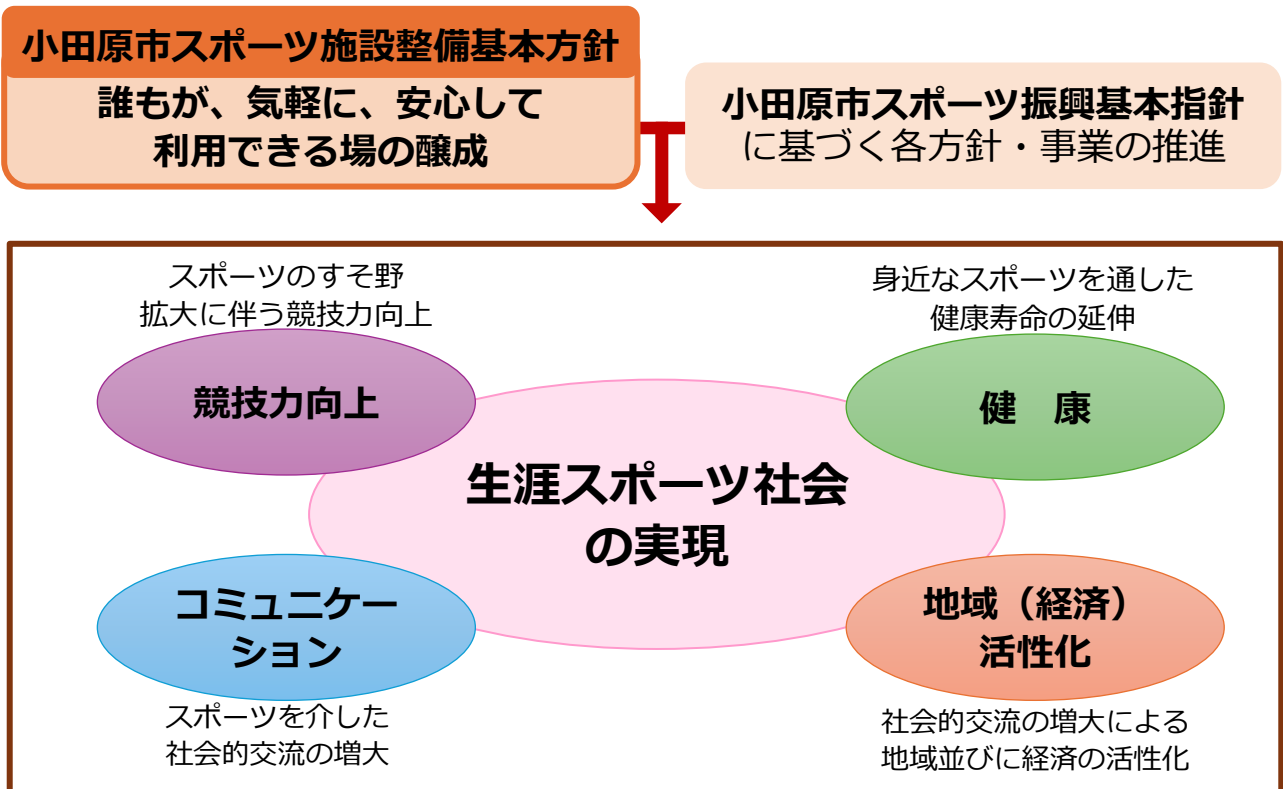 小田原市スポーツ施設整備基本方針
誰もが、気軽に、安心して
利用できる場の醸成
小田原市スポーツ振興基本指針
に基づく各方針・事業の推進
スポーツのすそ野
拡大に伴う競技力向上
競技力向上
身近なスポーツを通した
健康寿命の延伸
健　康
生涯スポーツ社会
の実現
コミュニケー
ション
スポーツを介した
社会的交流の増大
地域（経済）
活性化
社会的交流の増大による
地域並びに経済の活性化